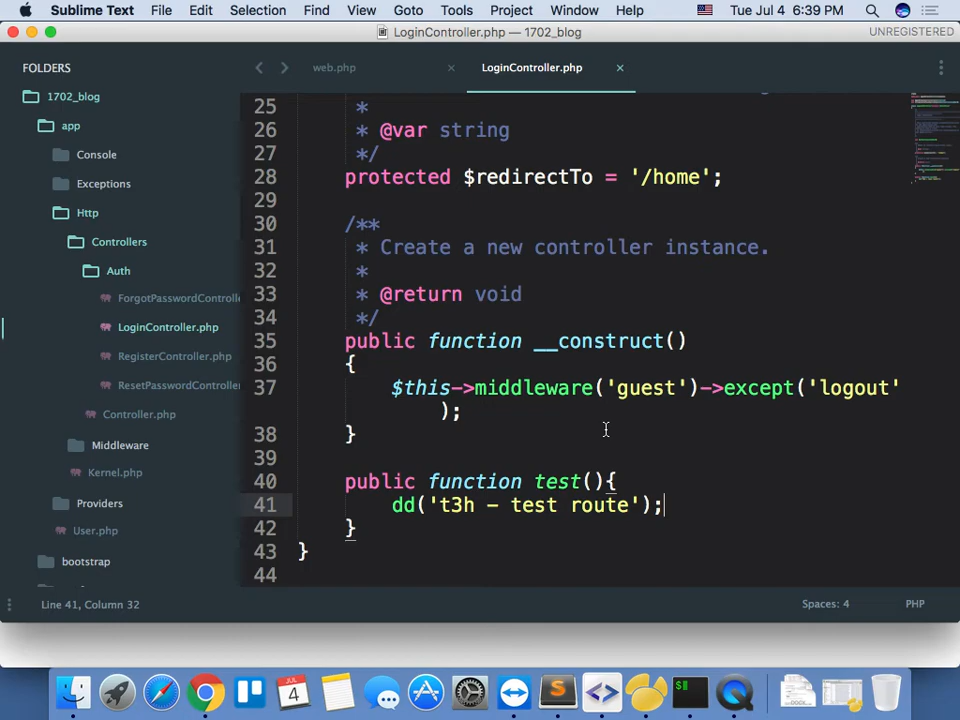 Sublime Text File Edit Selection Find View Goto Tools Project Window Help Tue Jul 4 6:39 PM
LoginController.php — 1702_blog UNREGISTERED
FOLDERS
1702_blog
app
Console
Exceptions
Http
Controllers
Auth
ForgotPasswordControlle
LoginController.php
RegisterController.php
ResetPasswordControlle
Controller.php
Middleware
Kernel.php
Providers
User.php
bootstrap
web.php LoginController.php
25 *
26 * @var string
27 */
28 protected $redirectTo = '/home';
29
30 /**
31 * Create a new controller instance.
32 *
33 * @return void
34 */
35 public function __construct()
36 {
37 $this->middleware('guest')->except('logout'
);
38 }
39
40 public function test(){
41 dd('t3h - test route');
42 }
43 }
44
Line 41, Column 32 Spaces: 4 PHP
4